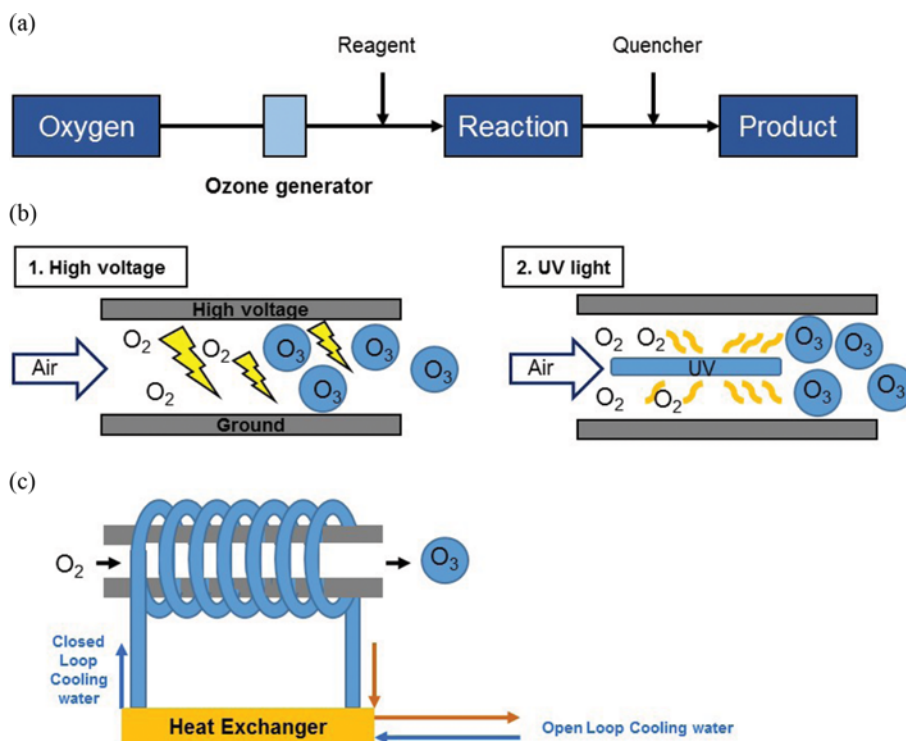 (a)
Reagent
Quencher
Oxygen
Reaction
Product
Ozone generator
(b)
1. High voltage
2. UV light
High voltage
O₂
O₂
O₂
O₃
O₃
O₃
O₃
Air
Ground
O₂
O₂
O₂
O₂
UV
O₃
O₃
O₃
O₃
Air
(c)
O₂
O₃
Closed
Loop
Cooling
water
Heat Exchanger
Open Loop Cooling water